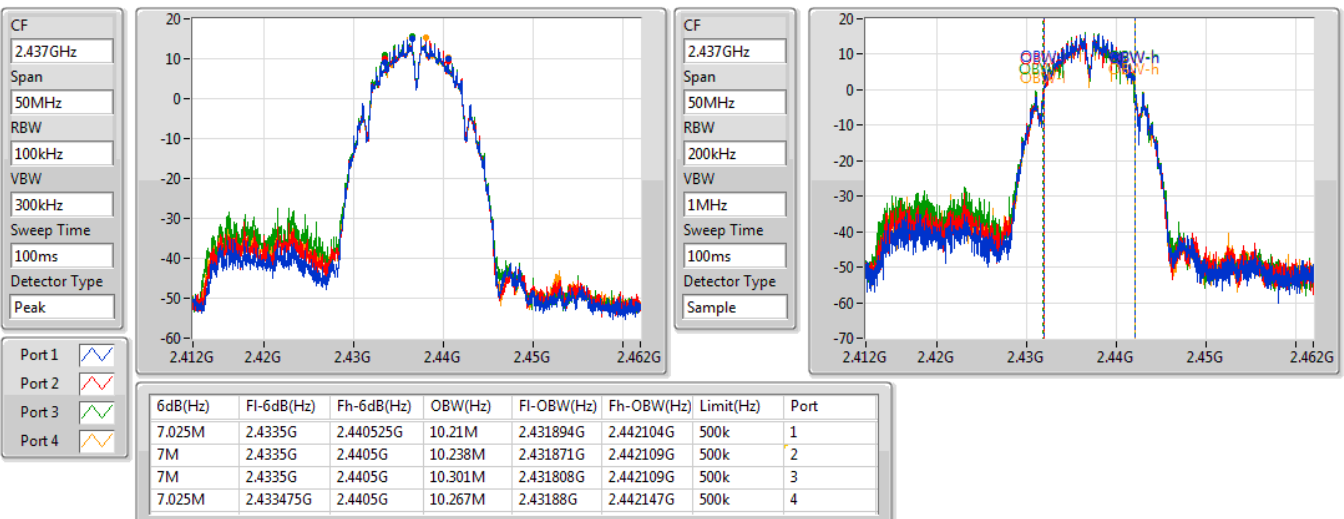 CF
2.437GHz
Span
50MHz
RBW
100kHz
VBW
300kHz
Sweep Time
100ms
Detector Type
Peak
20
10
0
-10
-20
-30
-40
-50
-60
2.412G 2.42G 2.43G 2.44G 2.45G 2.462G
CF
2.437GHz
Span
50MHz
RBW
200kHz
VBW
1MHz
Sweep Time
100ms
Detector Type
Sample
20
10
0
-10
-20
-30
-40
-50
-60
-70
OBW-h
OBW-h
2.412G 2.42G 2.43G 2.44G 2.45G 2.462G
Port 1
Port 2
Port 3
Port 4
6dB(Hz) Fl-6dB(Hz) Fh-6dB(Hz) OBW(Hz) Fl-OBW(Hz) Fh-OBW(Hz) Limit(Hz) Port
7.025M 2.4335G 2.440525G 10.21M 2.431894G 2.442104G 500k 1
7M 2.4335G 2.4405G 10.238M 2.431871G 2.442109G 500k 2
7M 2.4335G 2.4405G 10.301M 2.431808G 2.442109G 500k 3
7.025M 2.433475G 2.4405G 10.267M 2.43188G 2.442147G 500k 4